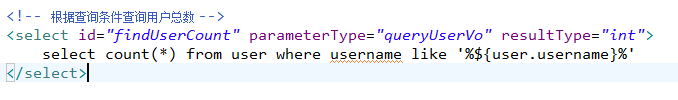 <!-- 根据查询条件查询用户总数 -->
<select id="findUserCount" parameterType="queryUserVo" resultType="int">
select count(*) from user where username like '%${user.username}%'
</select>